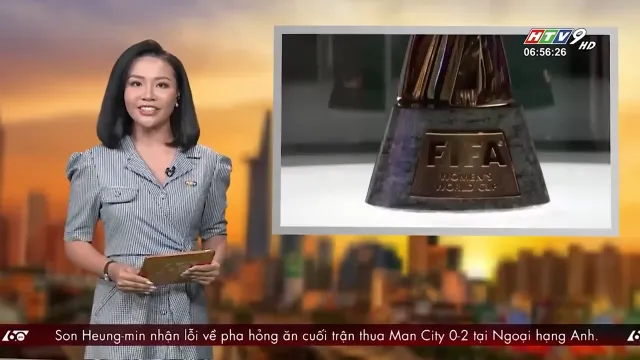 HTV9 HD
06:56:26
FIFA
WOMEN'S
WORLD CUP
60
Son Heung-min nhận lỗi về pha hỏng ăn cuối trận thua Man City 0-2 tại Ngoại hạng Anh.